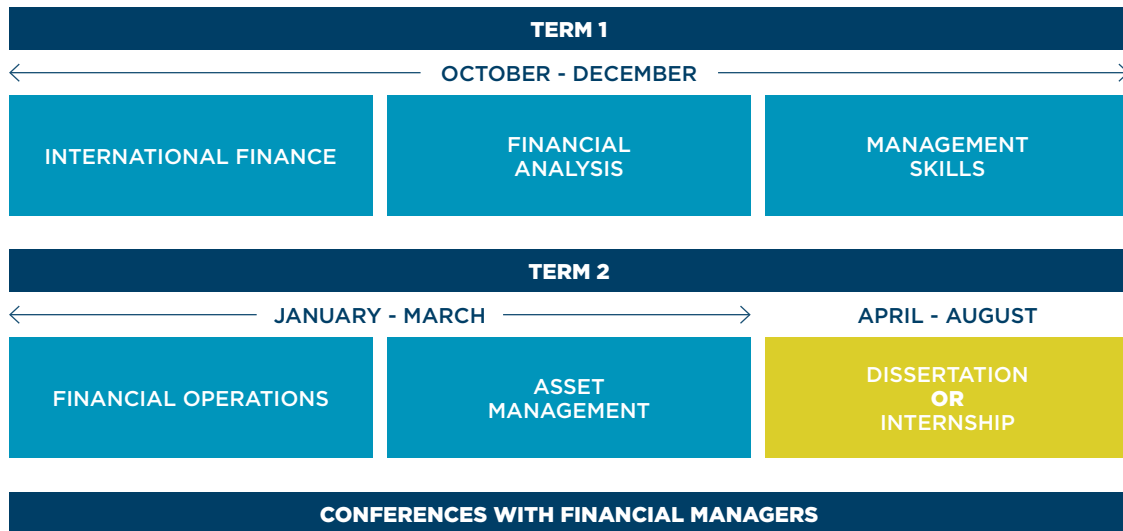 TERM 1
OCTOBER - DECEMBER
INTERNATIONAL FINANCE
FINANCIAL
ANALYSIS
MANAGEMENT
SKILLS
TERM 2
JANUARY - MARCH
APRIL - AUGUST
FINANCIAL OPERATIONS
ASSET
MANAGEMENT
DISSERTATION
OR
INTERNSHIP
CONFERENCES WITH FINANCIAL MANAGERS